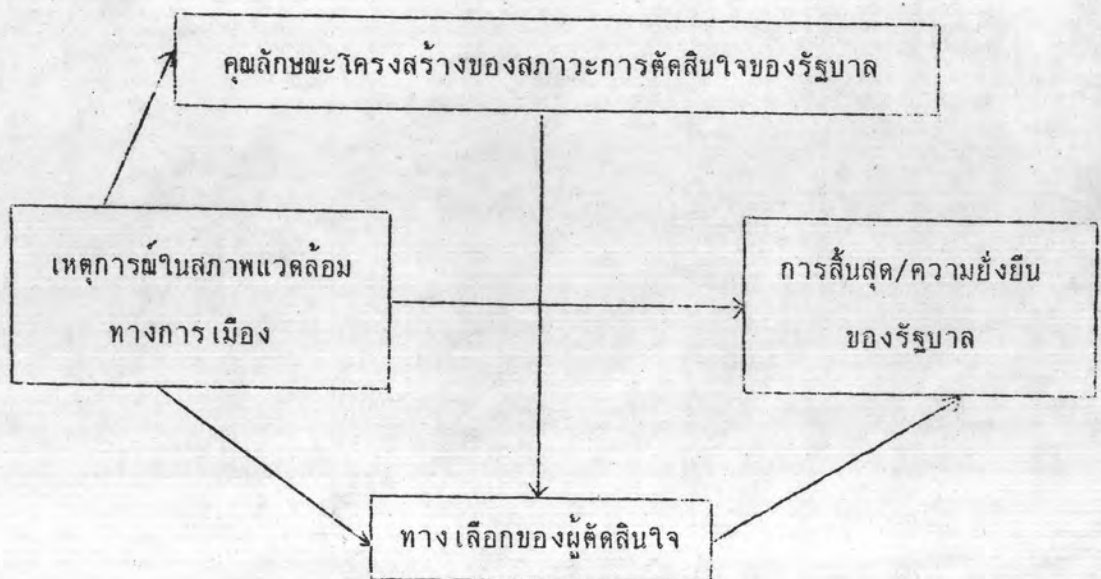 คุณลักษณะโครงสร้างของสภาวะการตัดสินใจของรัฐบาล
เหตุการณ์ในสภาพแวดล้อม
ทางการเมือง
การสิ้นสุด/ความยั่งยืน
ของรัฐบาล
ทางเลือกของผู้ตัดสินใจ